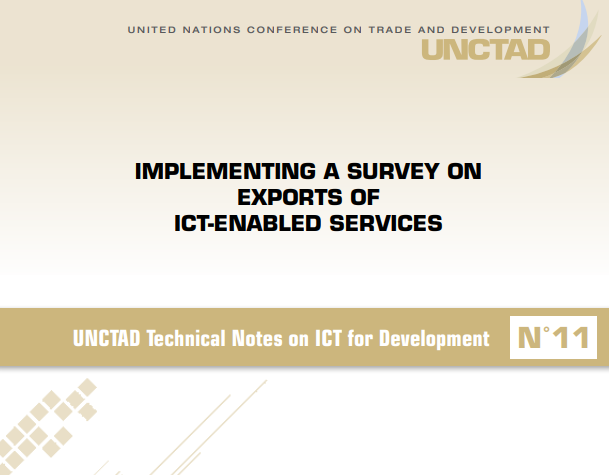 UNITED NATIONS CONFERENCE ON TRADE AND DEVELOPMENT
UNCTAD
IMPLEMENTING A SURVEY ON
EXPORTS OF
ICT-ENABLED SERVICES
UNCTAD Technical Notes on ICT for Development N°11